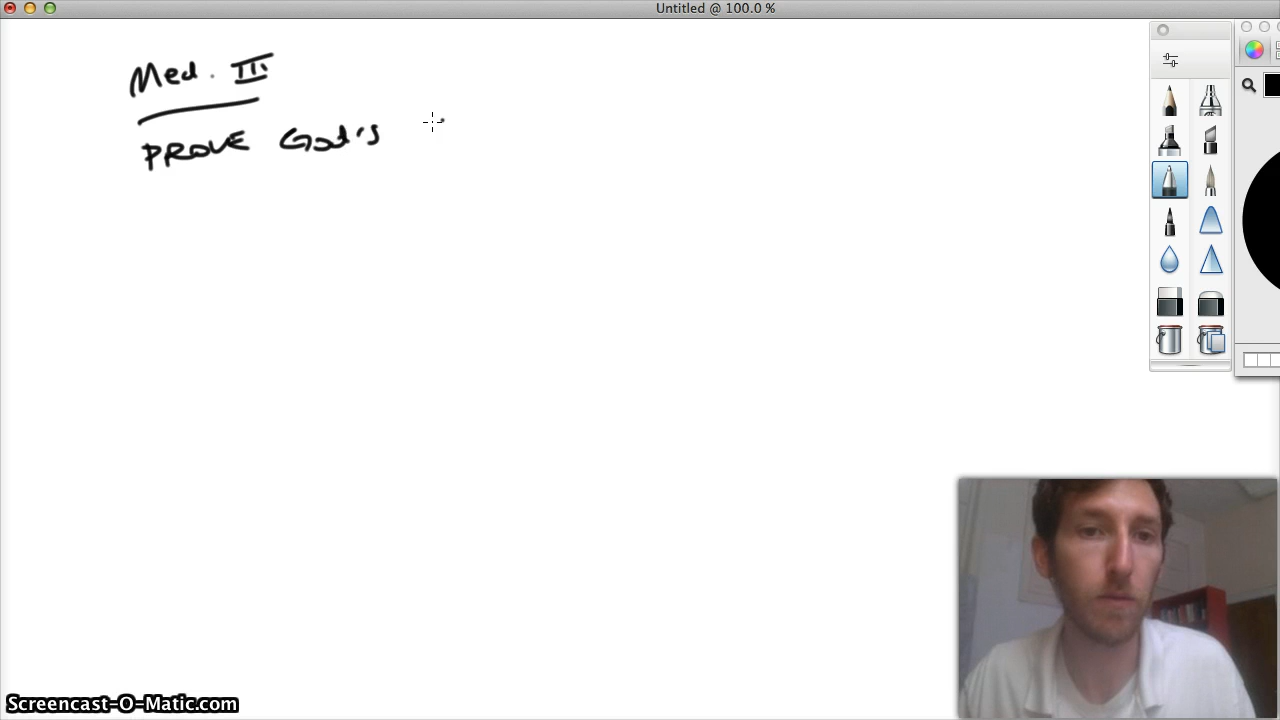 Untitled @ 100.0 %
Med. III
PROVE God's
Screencast-O-Matic.com